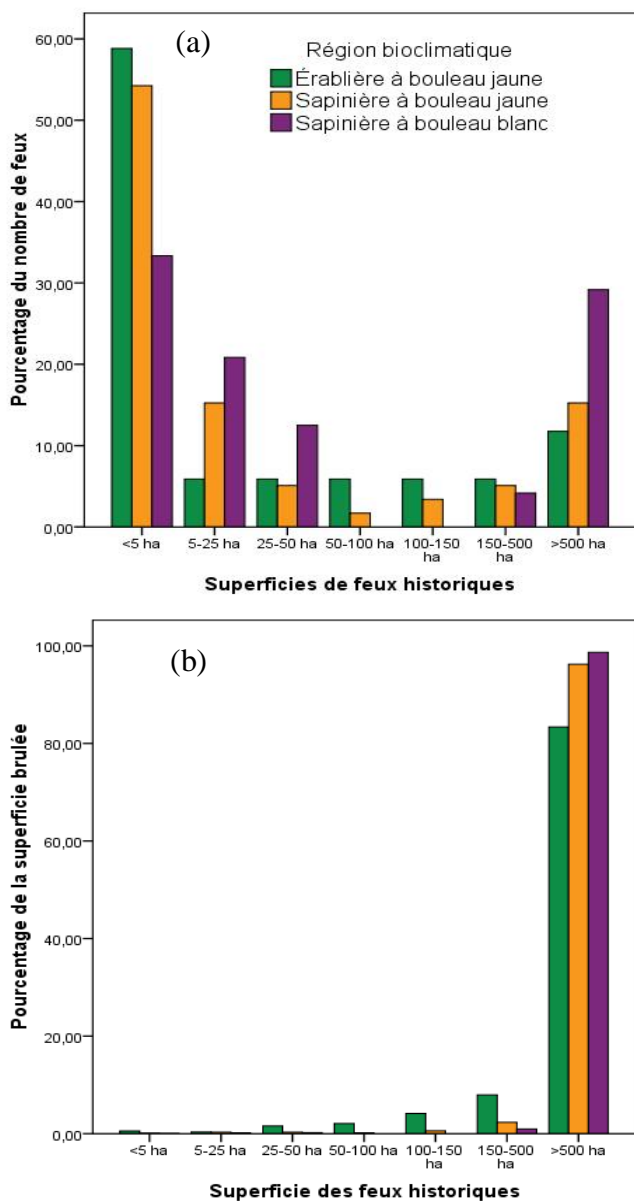 (a)
Région bioclimatique
Érablière à bouleau jaune
Sapinière à bouleau jaune
Sapinière à bouleau blanc
Pourcentage du nombre de feux
60,00
50,00
40,00
30,00
20,00
10,00
0,00
<5 ha
5-25 ha
25-50 ha
50-100 ha
100-150
ha
150-500
ha
>500 ha
Superficies de feux historiques
(b)
Pourcentage de la superficie brulée
100,00
80,00
60,00
40,00
20,00
0,00
<5 ha
5-25 ha
25-50 ha
50-100 ha
100-150
ha
150-500
ha
>500 ha
Superficie des feux historiques